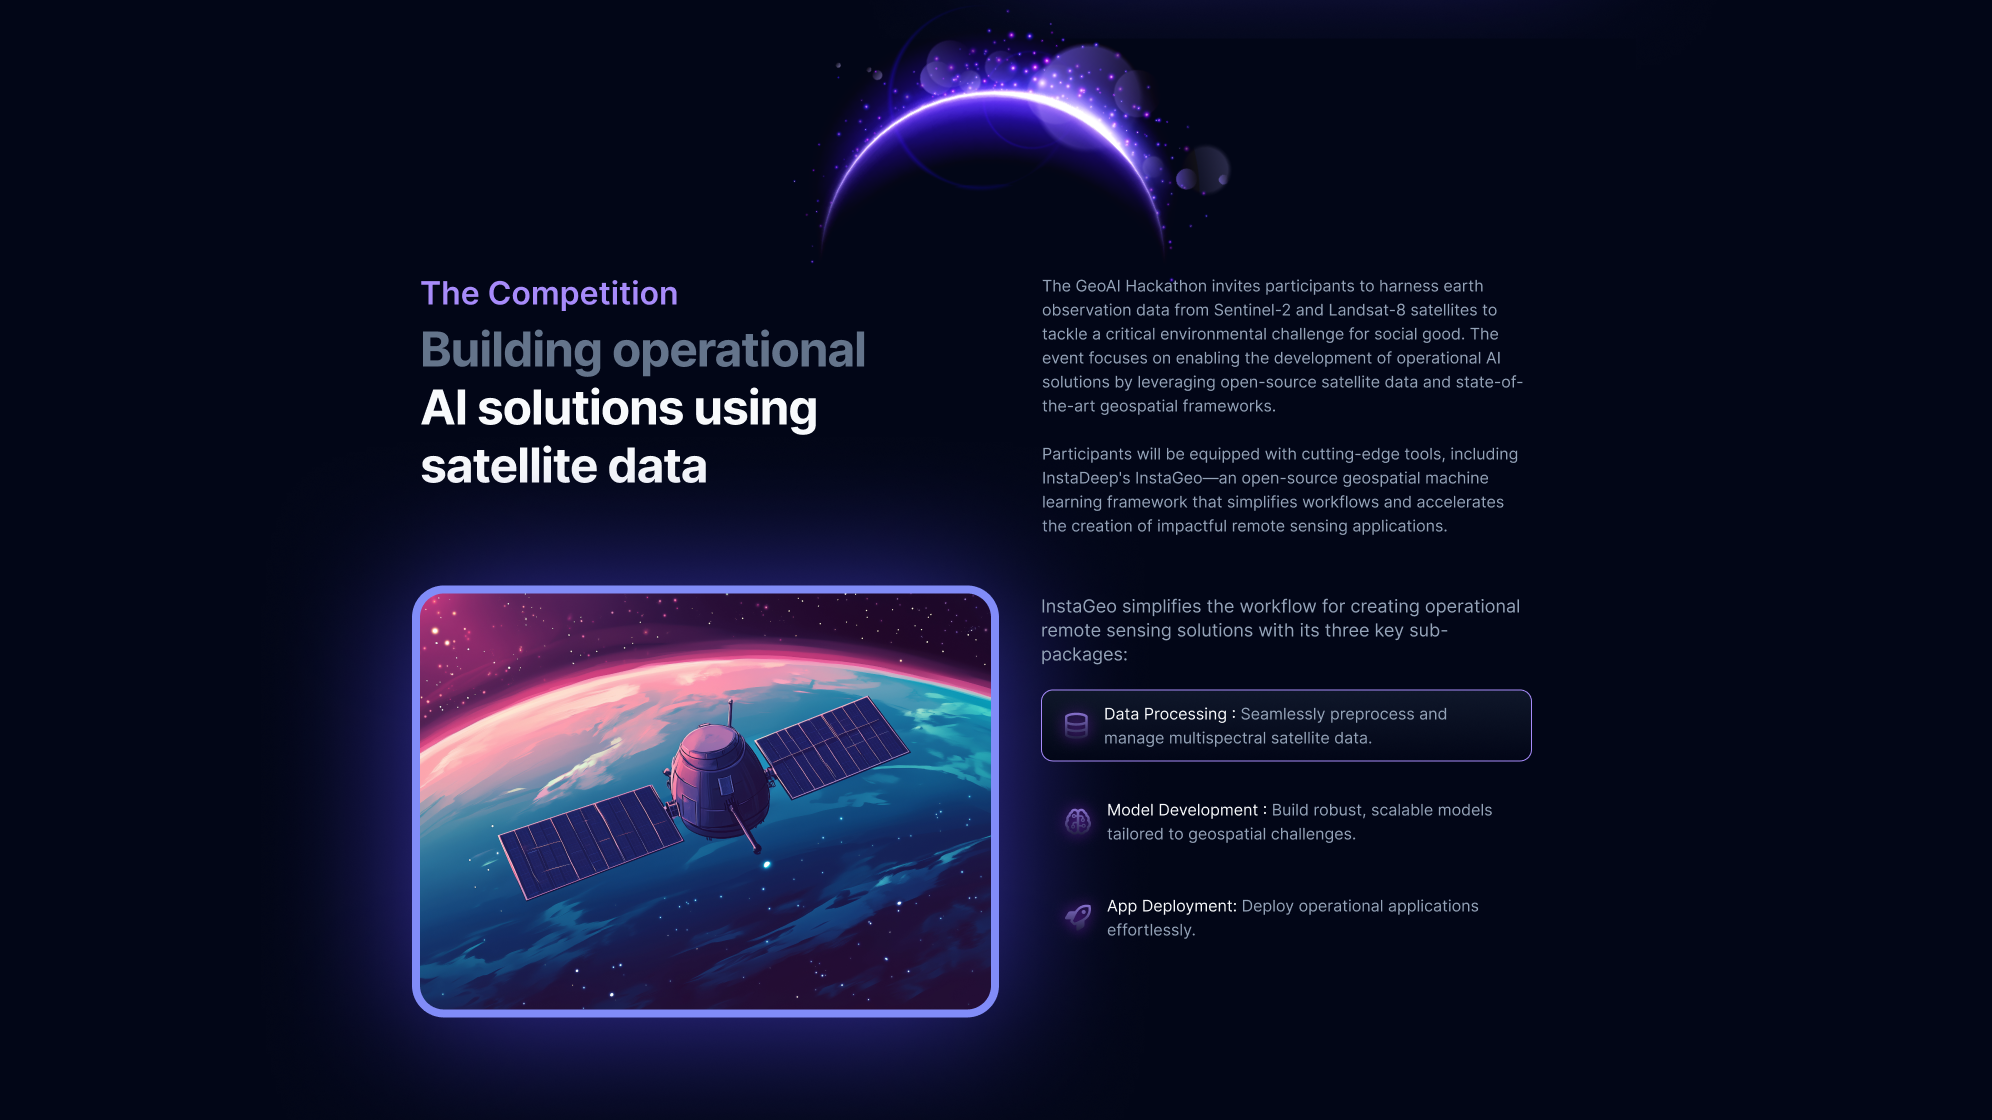 The Competition
Building operational
AI solutions using
satellite data
The GeoAI Hackathon invites participants to harness earth
observation data from Sentinel-2 and Landsat-8 satellites to
tackle a critical environmental challenge for social good. The
event focuses on enabling the development of operational AI
solutions by leveraging open-source satellite data and state-of-
the-art geospatial frameworks.
Participants will be equipped with cutting-edge tools, including
InstaDeep's InstaGeo—an open-source geospatial machine
learning framework that simplifies workflows and accelerates
the creation of impactful remote sensing applications.
InstaGeo simplifies the workflow for creating operational
remote sensing solutions with its three key sub-
packages:
Data Processing : Seamlessly preprocess and
manage multispectral satellite data.
Model Development : Build robust, scalable models
tailored to geospatial challenges.
App Deployment: Deploy operational applications
effortlessly.